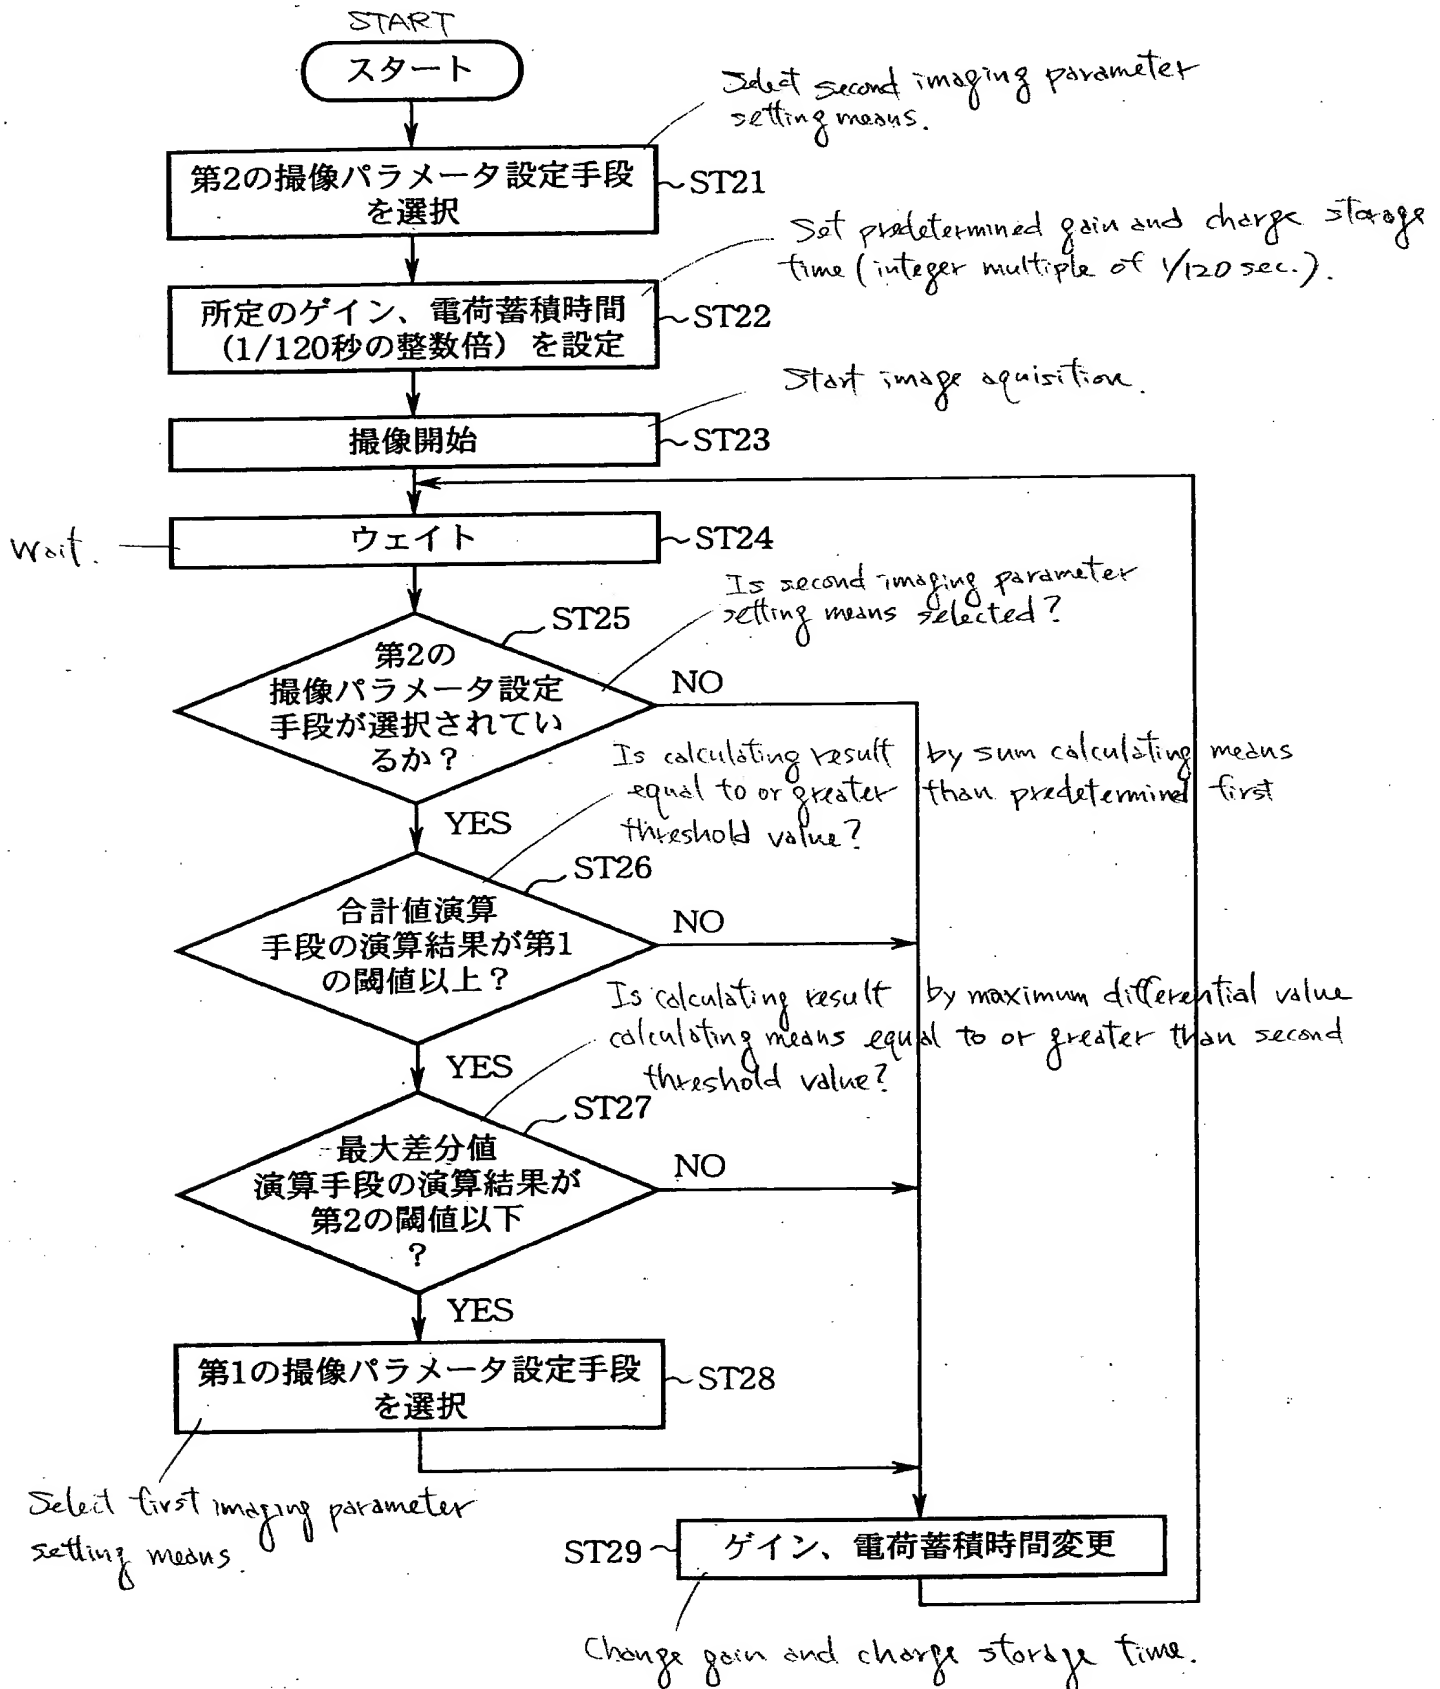 START
スタート
Select second imaging parameter
setting means.
第2の撮像パラメータ設定手段
を選択
ST21
Set predetermined gain and charge storage
time (integer multiple of 1/120 sec.).
所定のゲイン、電荷蓄積時間
(1/120秒の整数倍)を設定
ST22
Start image aquisition.
撮像開始
ST23
Wait.
ウェイト
ST24
Is second imaging parameter
setting means selected?
ST25
第2の
撮像パラメータ設定
手段が選択されてい
るか?
NO
YES
Is calculating result by sum calculating means
equal to or greater than predetermined first
threshold value?
ST26
合計値演算
手段の演算結果が第1
の閾値以上?
NO
YES
Is calculating result by maximum differential value
calculating means equal to or greater than second
threshold value?
ST27
最大差分値
演算手段の演算結果が
第2の閾値以下
?
NO
YES
第1の撮像パラメータ設定手段
を選択
ST28
Select first imaging parameter
setting means.
ST29
ゲイン、電荷蓄積時間変更
Change gain and charge storage time.